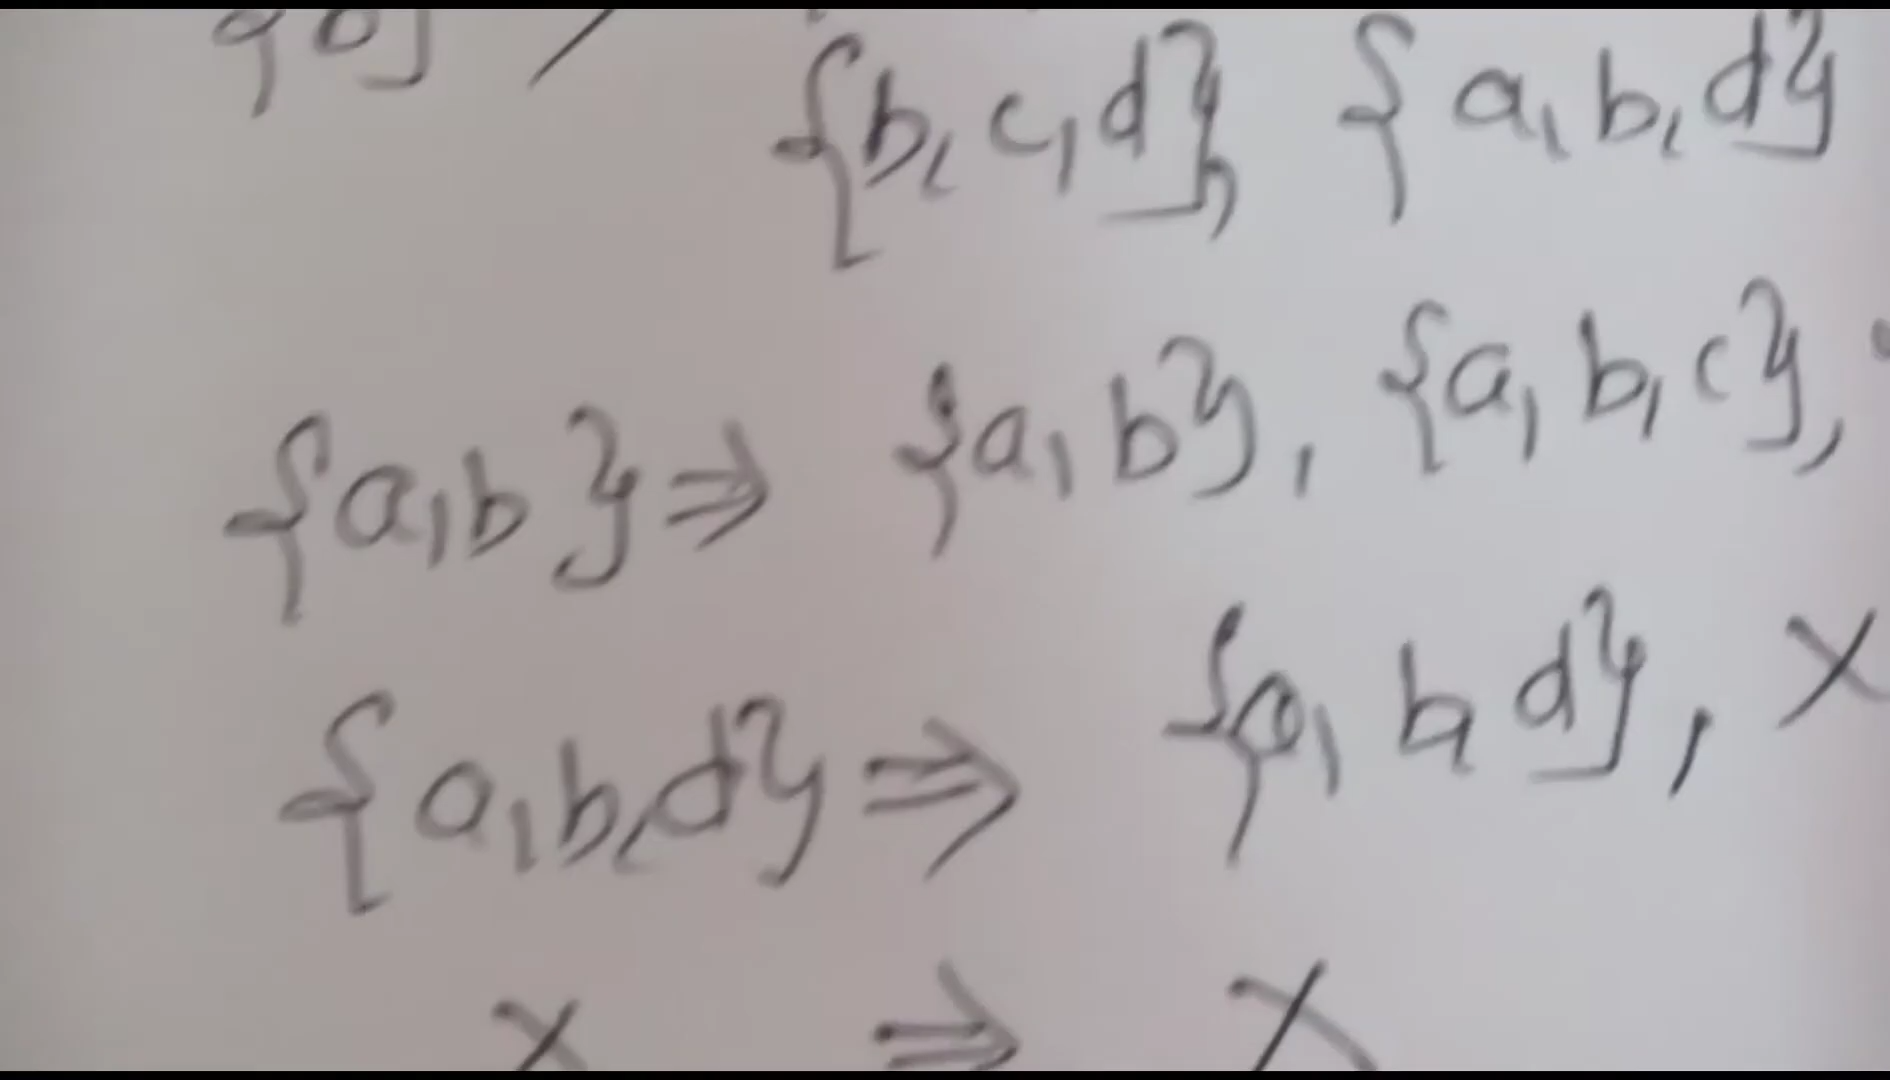 {b, c, d}, {a, b, d}
{a, b} ⇒ {a, b}, {a, b, c},
{a, b, d} ⇒ {a, b, d}, X
X ⇒ X